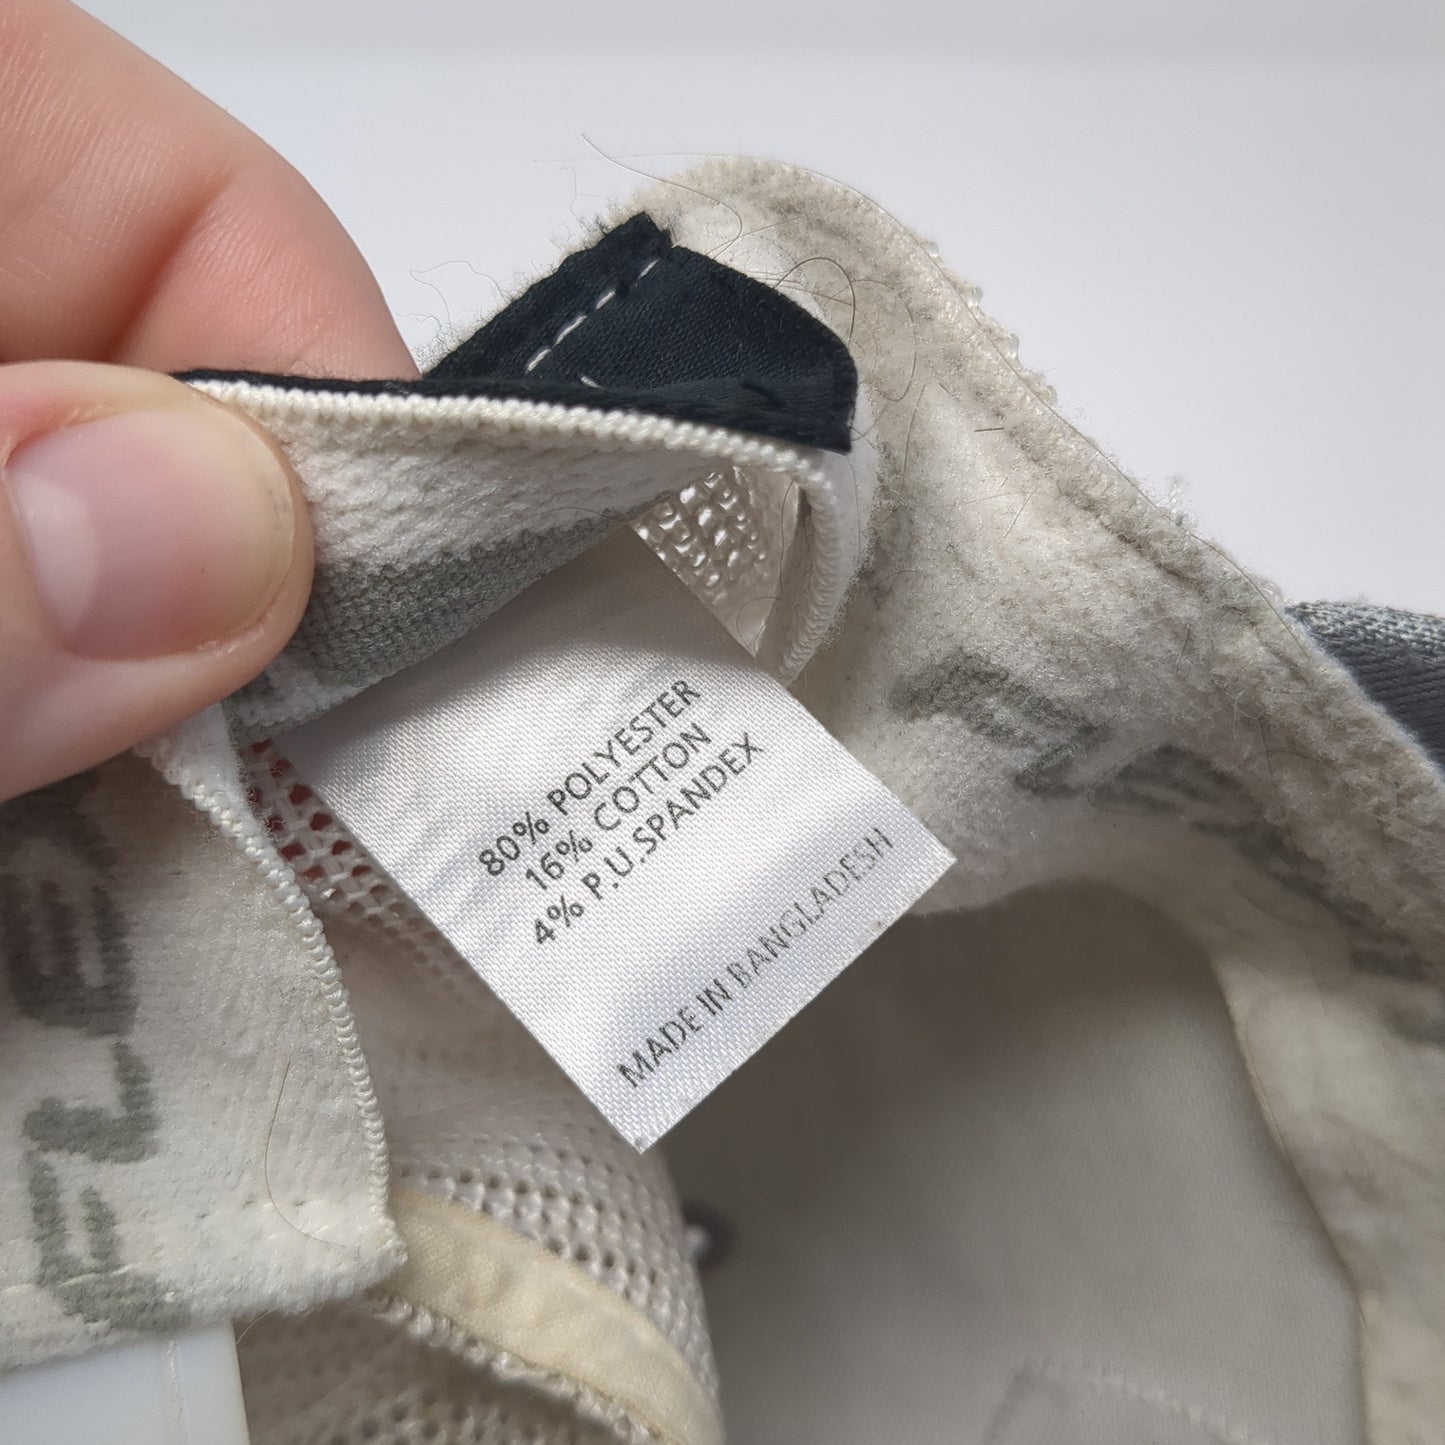 80% POLYESTER
16% COTTON
4% P.U.SPANDEX
MADE IN BANGLADESH